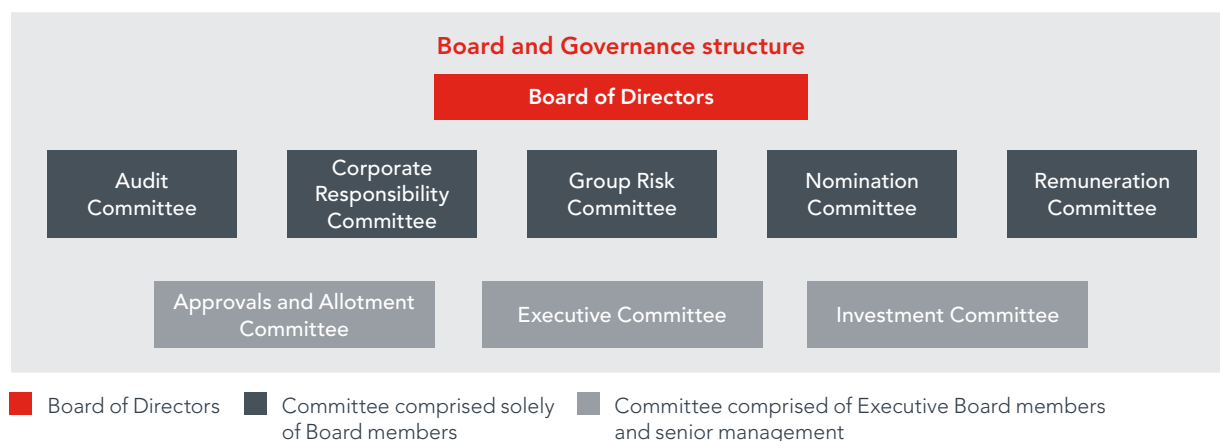 Board and Governance structure
Board of Directors
Audit
Committee
Corporate
Responsibility
Committee
Group Risk
Committee
Nomination
Committee
Remuneration
Committee
Approvals and Allotment
Committee
Executive Committee
Investment Committee
Board of Directors
Committee comprised solely
of Board members
Committee comprised of Executive Board members
and senior management